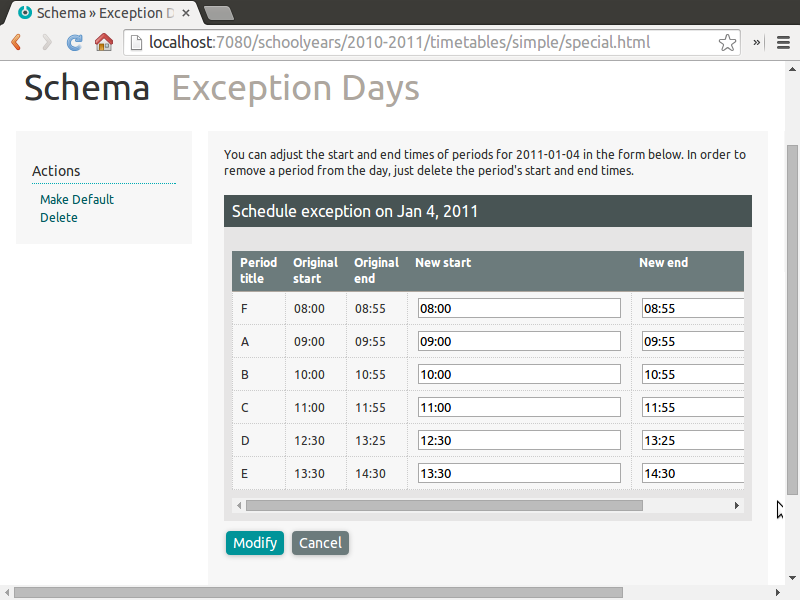 Schema » Exception D
localhost:7080/schoolyears/2010-2011/timetables/simple/special.html
»
Schema Exception Days
Actions
Make Default
Delete
You can adjust the start and end times of periods for 2011-01-04 in the form below. In order to
remove a period from the day, just delete the period's start and end times.
Schedule exception on Jan 4, 2011
Period title Original start Original end New start New end
F 08:00 08:55 08:00 08:55
A 09:00 09:55 09:00 09:55
B 10:00 10:55 10:00 10:55
C 11:00 11:55 11:00 11:55
D 12:30 13:25 12:30 13:25
E 13:30 14:30 13:30 14:30
Modify Cancel